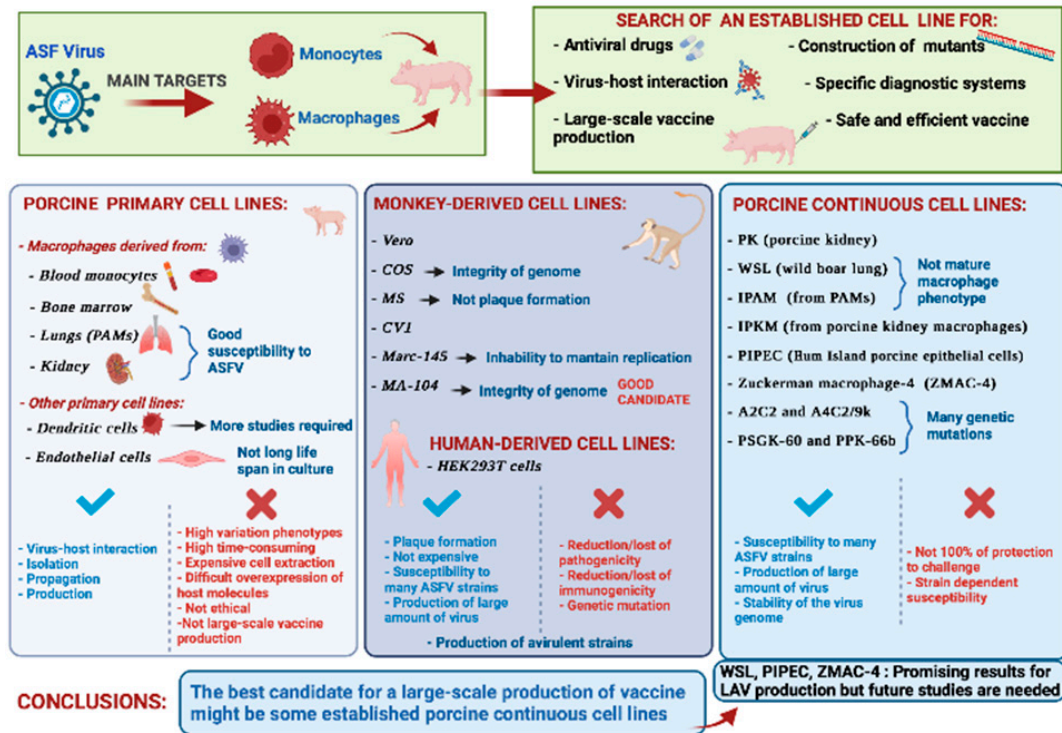 ASF Virus
MAIN TARGETS
Monocytes
Macrophages
SEARCH OF AN ESTABLISHED CELL LINE FOR:
- Antiviral drugs
- Virus-host interaction
- Large-scale vaccine
production
- Construction of mutants
- Specific diagnostic systems
- Safe and efficient vaccine
PORCINE PRIMARY CELL LINES:
- Macrophages derived from:
- Blood monocytes
- Bone marrow
- Lungs (PAMs)
- Kidney
Good
susceptibility to
ASFV
- Other primary cell lines:
- Dendritic cells
More studies required
- Endothelial cells
Not long life
span in culture
- Virus-host interaction
- Isolation
- Propagation
- Production
- High variation phenotypes
- High time-consuming
- Expensive cell extraction
- Difficult overexpression of
host molecules
- Not ethical
-Not large-scale vaccine
production
MONKEY-DERIVED CELL LINES:
- Vero
- COS
Integrity of genome
- MS
Not plaque formation
- CV1
- Marc-145
Inhability to mantain replication
- MA-104
Integrity of genome
GOOD
CANDIDATE
HUMAN-DERIVED CELL LINES:
- HEK293T cells
- Plaque formation
- Not expensive
- Susceptibility to
many ASFV strains
- Production of large
amount of virus
- Reduction/lost of
pathogenicity
- Reduction/lost of
immunogenicity
- Genetic mutation
- Production of avirulent strains
PORCINE CONTINUOUS CELL LINES:
- PK (porcine kidney)
- WSL (wild boar lung)
- IPAM (from PAMs)
Not mature
macrophage
phenotype
- IPKM (from porcine kidney macrophages)
- PIPEC (Bum Island porcine epithelial cells)
- Zuckerman macrophage-4 (ZMAC-4)
- A2C2 and A4C2/9k
- PSGK-60 and PPK-66b
Many genetic
mutations
- Susceptibility to many
ASFV strains
- Production of large
amount of virus
- Stability of the virus
genome
- Not 100% of protection
to challenge
- Strain dependent
susceptibility
CONCLUSIONS:
The best candidate for a large-scale production of vaccine
might be some established porcine continuous cell lines
WSL, PIPEC, ZMAC-4 : Promising results for
LAV production but future studies are needed